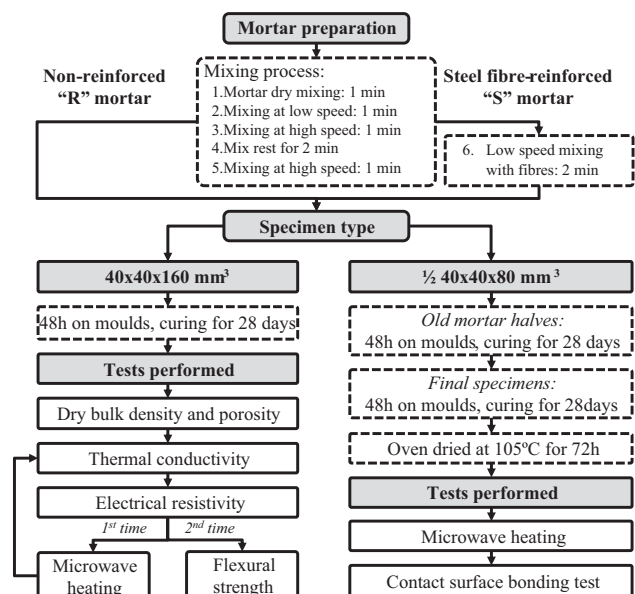 Mortar preparation
Non-reinforced
“R” mortar
Mixing process:
1.Mortar dry mixing: 1 min
2.Mixing at low speed: 1 min
3.Mixing at high speed: 1 min
4.Mix rest for 2 min
5.Mixing at high speed: 1 min
Steel fibre-reinforced
“S” mortar
6. Low speed mixing
with fibres: 2 min
Specimen type
40x40x160 mm³
48h on moulds, curing for 28 days
Tests performed
Dry bulk density and porosity
Thermal conductivity
Electrical resistivity
1st time
2nd time
Microwave
heating
Flexural
strength
½ 40x40x80 mm ³
Old mortar halves:
48h on moulds, curing for 28 days
Final specimens:
48h on moulds, curing for 28days
Oven dried at 105ºC for 72h
Tests performed
Microwave heating
Contact surface bonding test